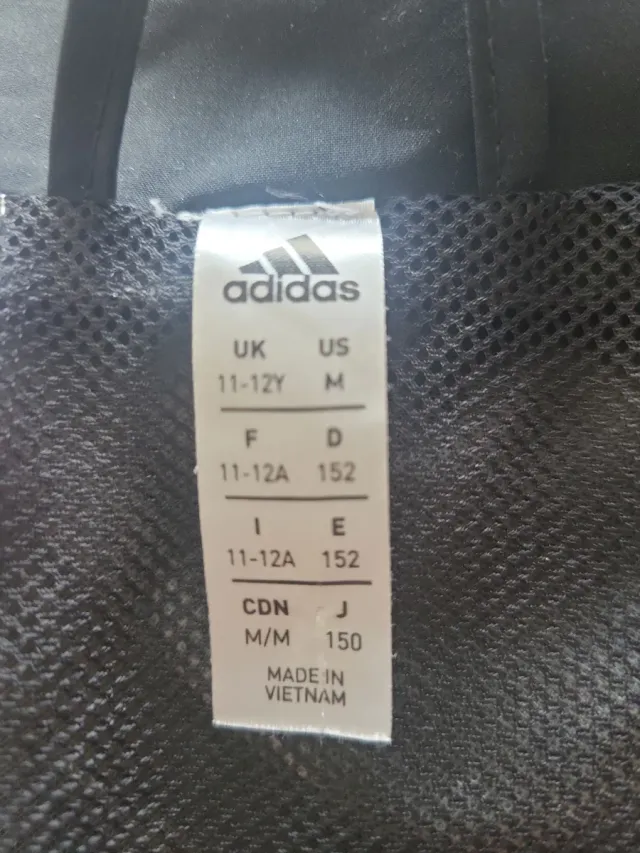 adidas
UK US
11-12Y M
F D
11-12A 152
I E
11-12A 152
CDN J
M/M 150
MADE IN
VIETNAM